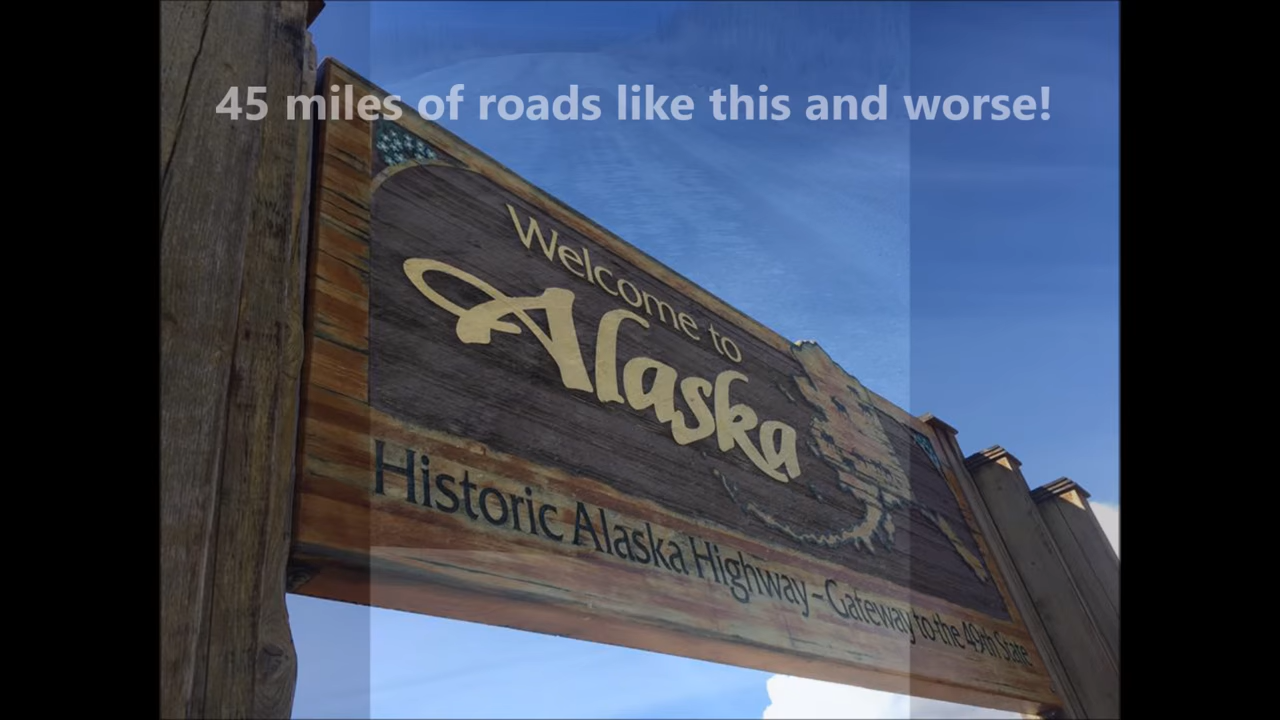 45 miles of roads like this and worse!
Welcome to
Alaska
Historic Alaska Highway - Gateway to the 49th State